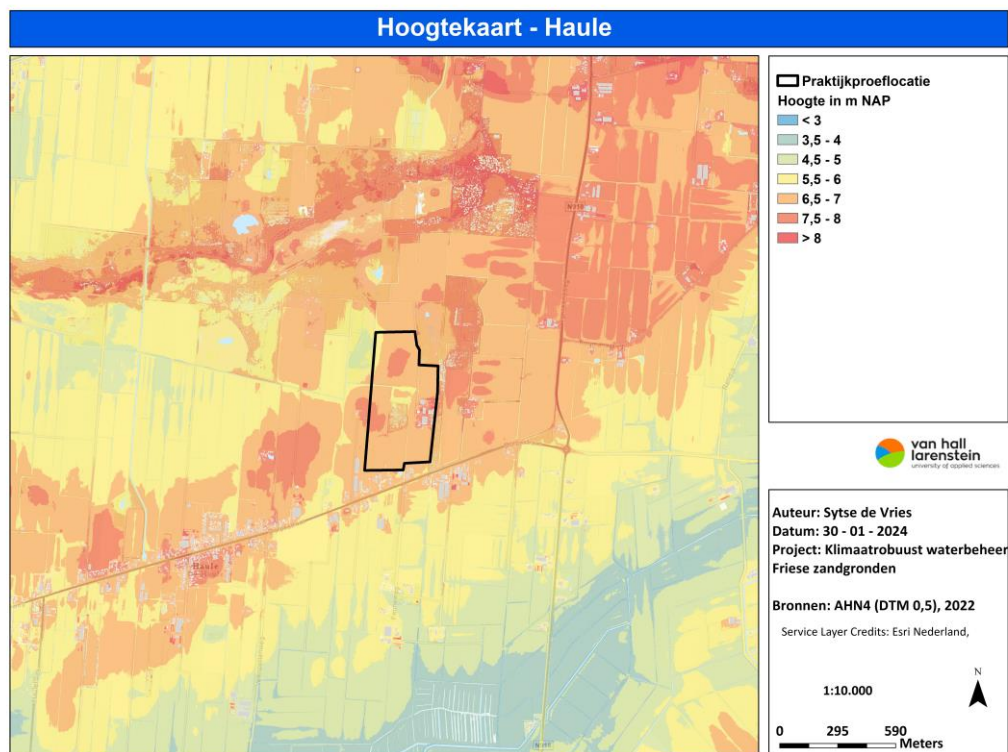 Hoogtekaart - Haule
Praktijkproeflocatie
Hoogte in m NAP
< 3
3,5 - 4
4,5 - 5
5,5 - 6
6,5 - 7
7,5 - 8
> 8
N919
Haule
van hall
larenstein
university of applied sciences
Auteur: Sytse de Vries
Datum: 30 - 01 - 2024
Project: Klimaatrobuust waterbeheer
Friese zandgronden
Bronnen: AHN4 (DTM 0,5), 2022
Service Layer Credits: Esri Nederland,
1:10.000
N
0 295 590
Meters